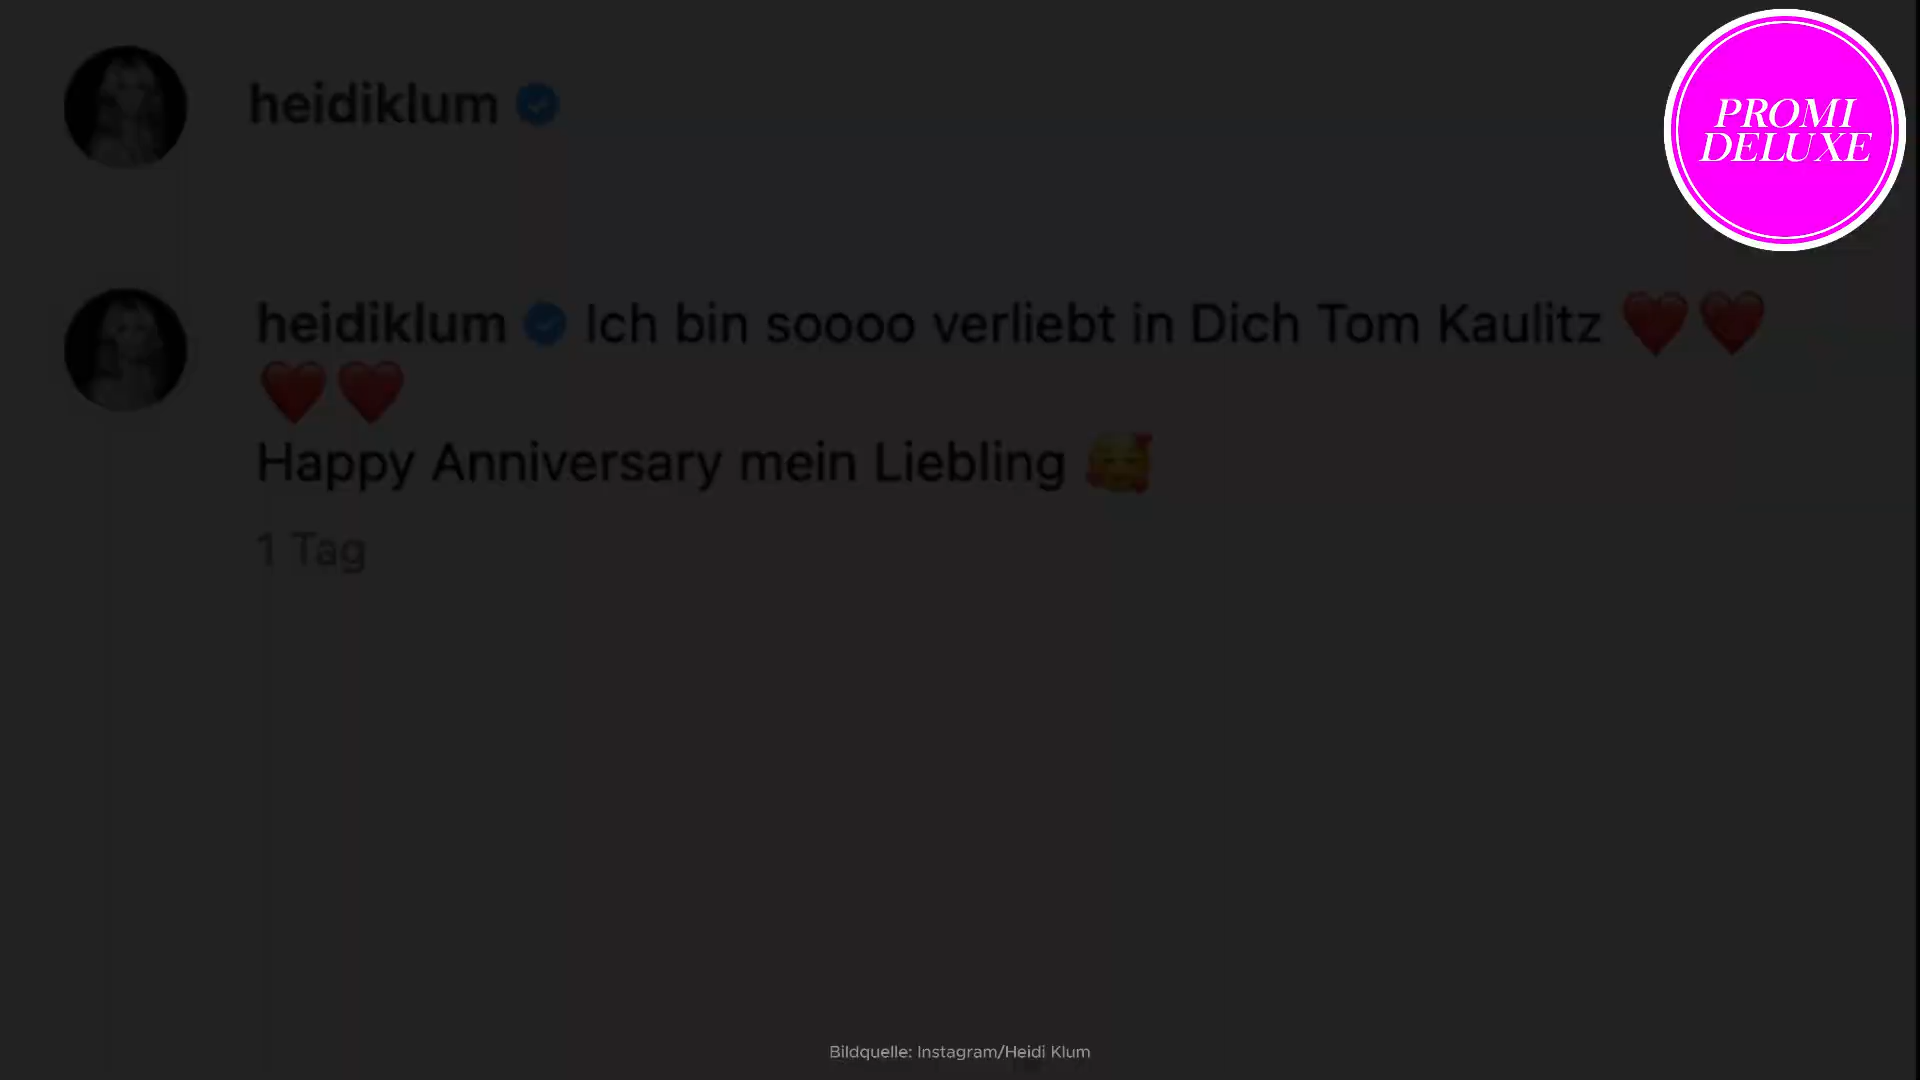 heidiklum
PROMI
DELUXE
heidiklum Ich bin soooo verliebt in Dich Tom Kaulitz ❤️❤️
❤️❤️
Happy Anniversary mein Liebling 🥰
1 Tag
Bildquelle: Instagram/Heidi Klum